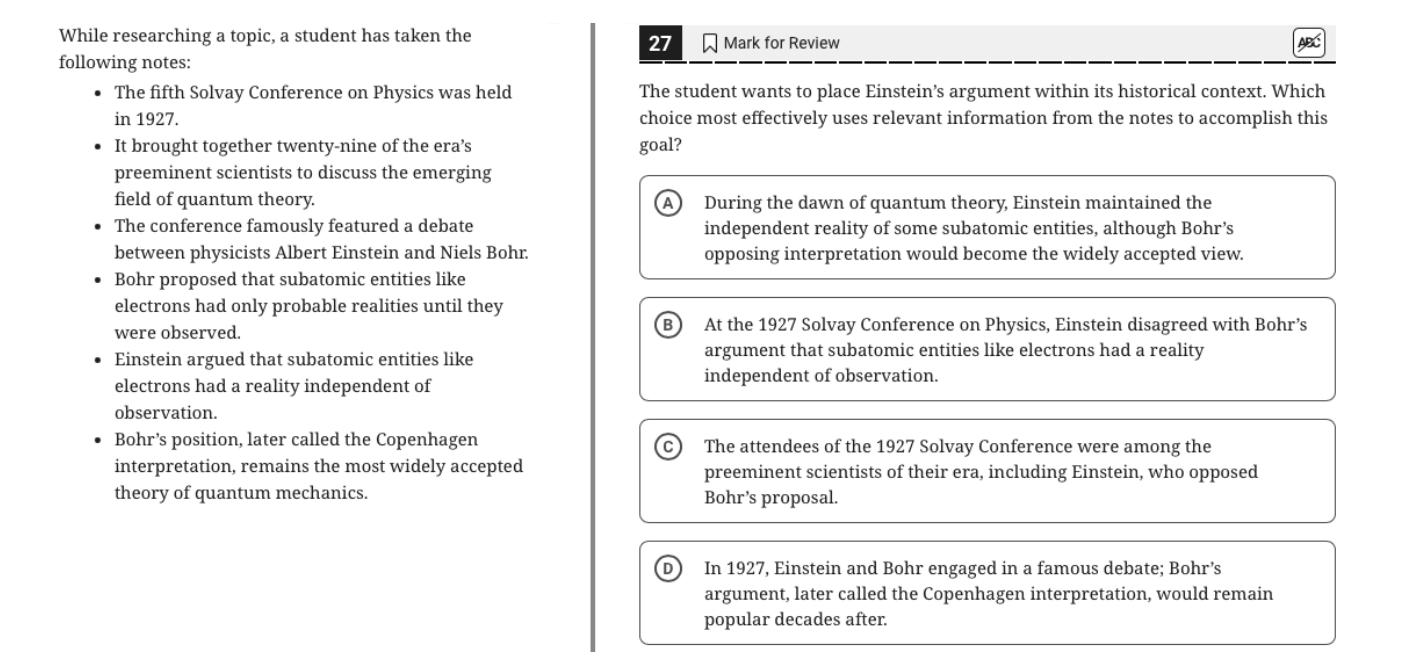 While researching a topic, a student has taken the
following notes:
• The fifth Solvay Conference on Physics was held
in 1927.
• It brought together twenty-nine of the era’s
preeminent scientists to discuss the emerging
field of quantum theory.
• The conference famously featured a debate
between physicists Albert Einstein and Niels Bohr.
• Bohr proposed that subatomic entities like
electrons had only probable realities until they
were observed.
• Einstein argued that subatomic entities like
electrons had a reality independent of
observation.
• Bohr’s position, later called the Copenhagen
interpretation, remains the most widely accepted
theory of quantum mechanics.
27 Mark for Review ABC
The student wants to place Einstein’s argument within its historical context. Which
choice most effectively uses relevant information from the notes to accomplish this
goal?
A During the dawn of quantum theory, Einstein maintained the
independent reality of some subatomic entities, although Bohr’s
opposing interpretation would become the widely accepted view.
B At the 1927 Solvay Conference on Physics, Einstein disagreed with Bohr’s
argument that subatomic entities like electrons had a reality
independent of observation.
C The attendees of the 1927 Solvay Conference were among the
preeminent scientists of their era, including Einstein, who opposed
Bohr’s proposal.
D In 1927, Einstein and Bohr engaged in a famous debate; Bohr’s
argument, later called the Copenhagen interpretation, would remain
popular decades after.